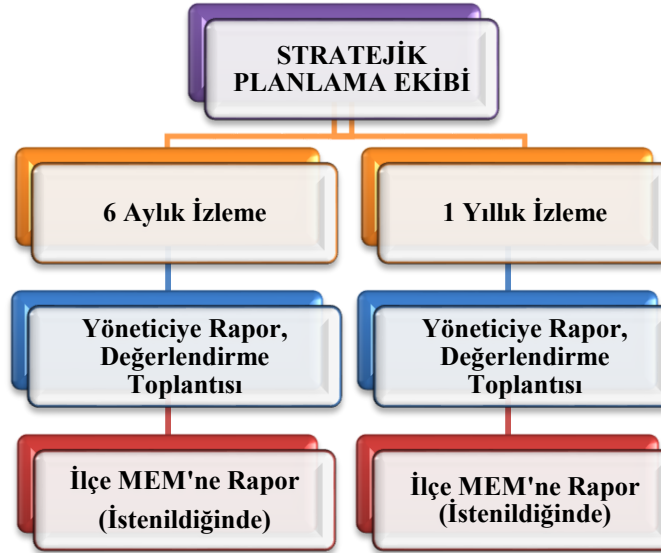 STRATEJİK
PLANLAMA EKİBİ
6 Aylık İzleme
1 Yıllık İzleme
Yöneticiye Rapor,
Değerlendirme
Toplantısı
Yöneticiye Rapor,
Değerlendirme
Toplantısı
İlçe MEM'ne Rapor
(İstenildiğinde)
İlçe MEM'ne Rapor
(İstenildiğinde)